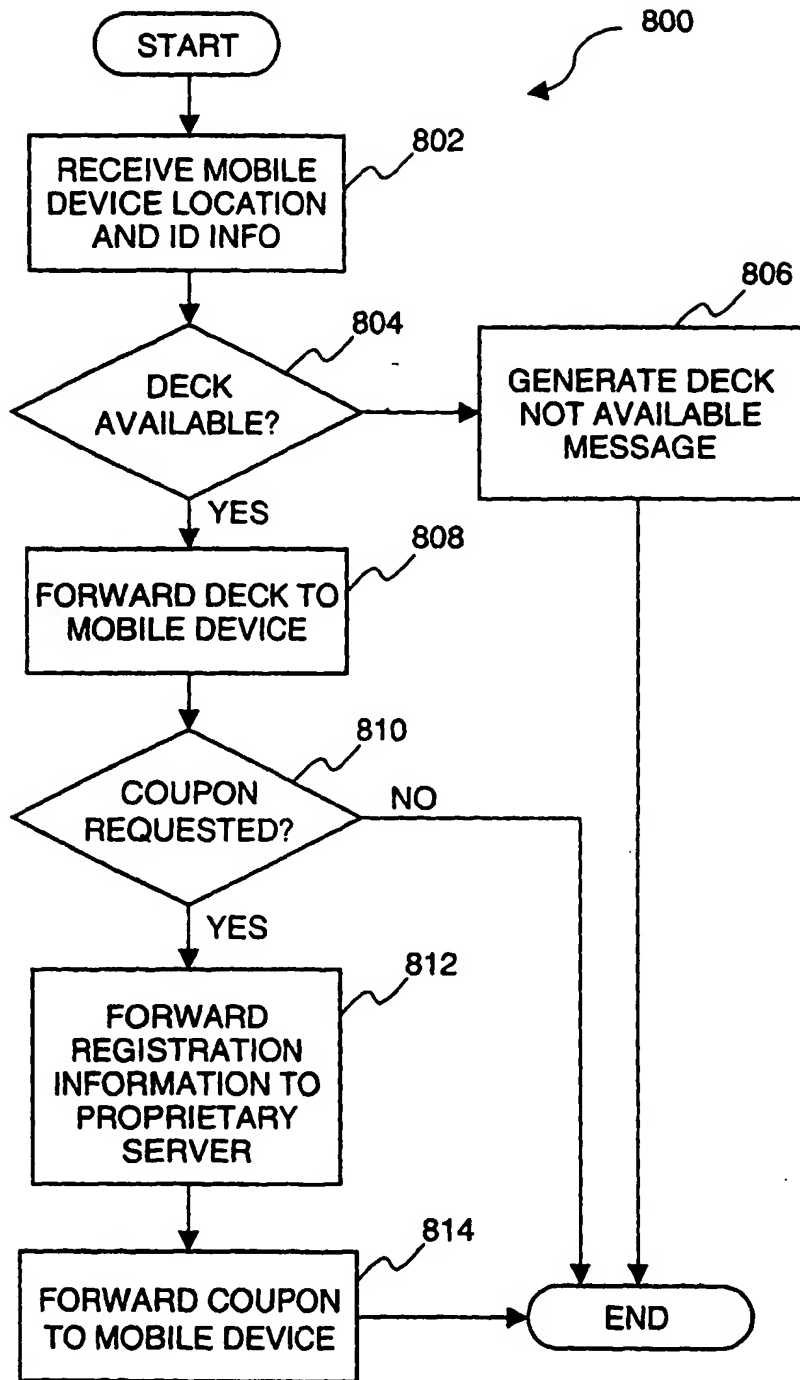 START
800
802
RECEIVE MOBILE
DEVICE LOCATION
AND ID INFO
804
806
DECK
AVAILABLE?
GENERATE DECK
NOT AVAILABLE
MESSAGE
YES
808
FORWARD DECK TO
MOBILE DEVICE
810
COUPON
REQUESTED?
NO
YES
812
FORWARD
REGISTRATION
INFORMATION TO
PROPRIETARY
SERVER
814
FORWARD COUPON
TO MOBILE DEVICE
END